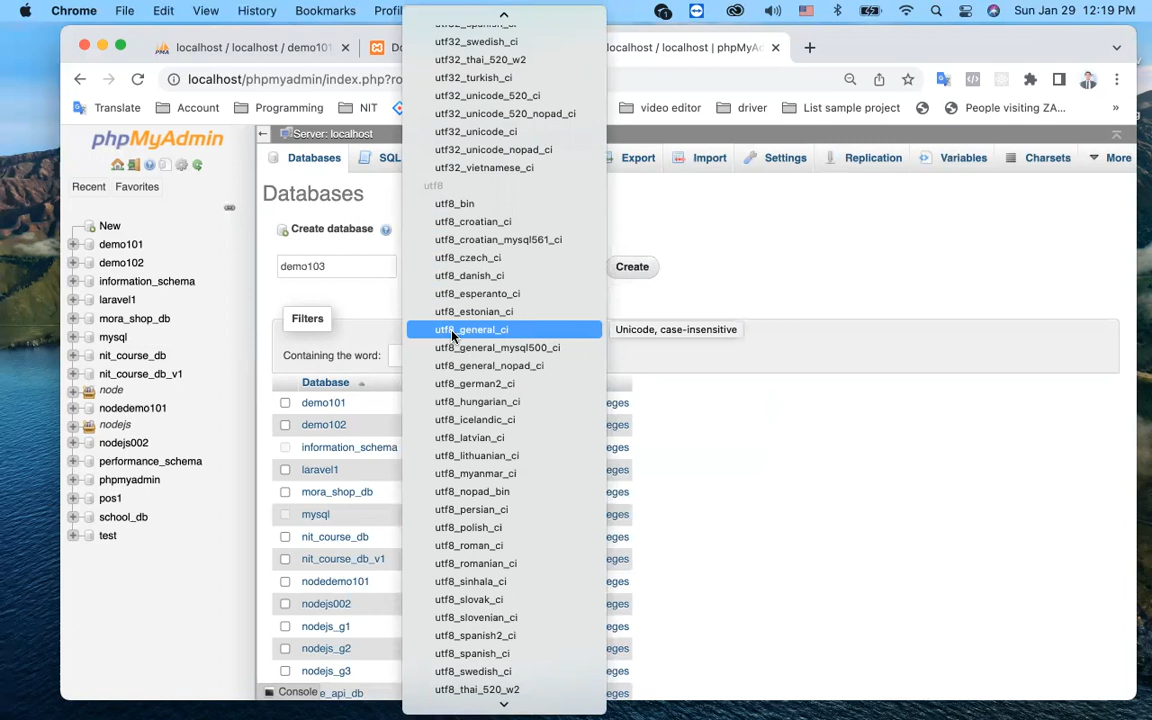 Chrome File Edit View History Bookmarks Sun Jan 29 12:19 PM
localhost / localhost / demo101
localhost / localhost | phpMyA
localhost/phpmyadmin/index.php?ro
Translate Account Programming NIT video editor driver List sample project People visiting ZA... »
phpMyAdmin
Recent Favorites
New
demo101
demo102
information_schema
laravel1
mora_shop_db
mysql
nit_course_db
nit_course_db_v1
node
nodedemo101
nodejs
nodejs002
performance_schema
phpmyadmin
pos1
school_db
test
Server: localhost
Databases SQL Export Import Settings Replication Variables Charsets More
Databases
Create database
demo103
Create
Filters
Containing the word:
Database
demo101
demo102
information_schema
laravel1
mora_shop_db
mysql
nit_course_db
nit_course_db_v1
nodedemo101
nodejs002
nodejs_g1
nodejs_g2
nodejs_g3
e_api_db
Console
utf32_spanish_ci
utf32_swedish_ci
utf32_thai_520_w2
utf32_turkish_ci
utf32_unicode_520_ci
utf32_unicode_520_nopad_ci
utf32_unicode_ci
utf32_unicode_nopad_ci
utf32_vietnamese_ci
utf8
utf8_bin
utf8_croatian_ci
utf8_croatian_mysql561_ci
utf8_czech_ci
utf8_danish_ci
utf8_esperanto_ci
utf8_estonian_ci
utf8_general_ci
Unicode, case-insensitive
utf8_general_mysql500_ci
utf8_general_nopad_ci
utf8_german2_ci
utf8_hungarian_ci
utf8_icelandic_ci
utf8_latvian_ci
utf8_lithuanian_ci
utf8_myanmar_ci
utf8_nopad_bin
utf8_persian_ci
utf8_polish_ci
utf8_roman_ci
utf8_romanian_ci
utf8_sinhala_ci
utf8_slovak_ci
utf8_slovenian_ci
utf8_spanish2_ci
utf8_spanish_ci
utf8_swedish_ci
utf8_thai_520_w2